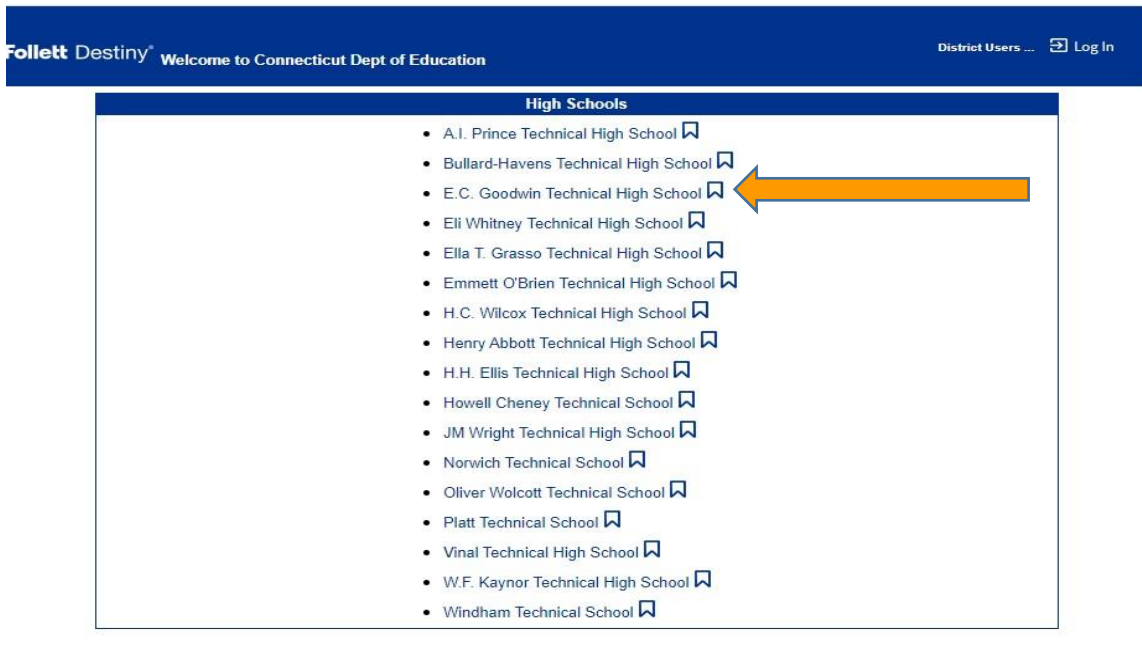 Follett Destiny® Welcome to Connecticut Dept of Education
District Users ... Log In
High Schools
A.I. Prince Technical High School
Bullard-Havens Technical High School
E.C. Goodwin Technical High School
Eli Whitney Technical High School
Ella T. Grasso Technical High School
Emmett O'Brien Technical High School
H.C. Wilcox Technical High School
Henry Abbott Technical High School
H.H. Ellis Technical High School
Howell Cheney Technical School
JM Wright Technical High School
Norwich Technical School
Oliver Wolcott Technical School
Platt Technical School
Vinal Technical High School
W.F. Kaynor Technical High School
Windham Technical School